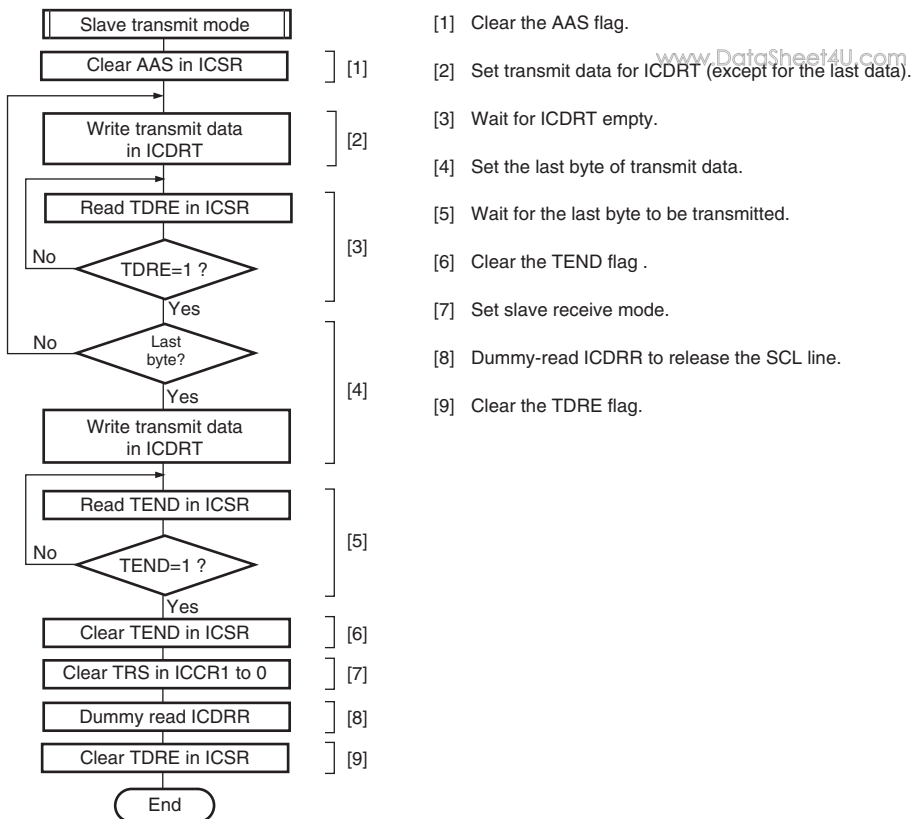 Slave transmit mode
Clear AAS in ICSR
[1]
Write transmit data
in ICDRT
[2]
Read TDRE in ICSR
No
TDRE=1 ?
[3]
Yes
No
Last
byte?
[4]
Yes
Write transmit data
in ICDRT
Read TEND in ICSR
No
TEND=1 ?
[5]
Yes
Clear TEND in ICSR
[6]
Clear TRS in ICCR1 to 0
[7]
Dummy read ICDRR
[8]
Clear TDRE in ICSR
[9]
End
[1] Clear the AAS flag.
www.DataSheet4U.com
[2] Set transmit data for ICDRT (except for the last data).
[3] Wait for ICDRT empty.
[4] Set the last byte of transmit data.
[5] Wait for the last byte to be transmitted.
[6] Clear the TEND flag .
[7] Set slave receive mode.
[8] Dummy-read ICDRR to release the SCL line.
[9] Clear the TDRE flag.